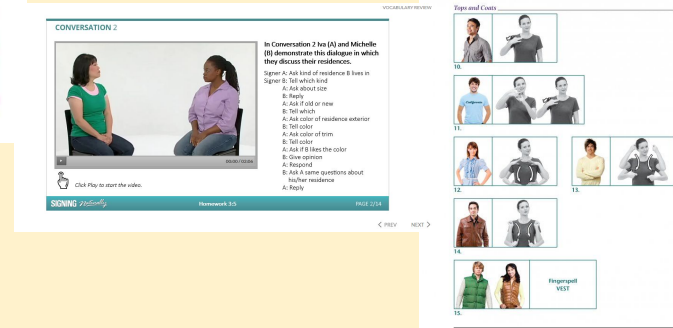 VOCABULARY REVIEW
CONVERSATION 2
In Conversation 2 Iva (A) and Michelle
(B) demonstrate this dialogue in which
they discuss their residences.
Signer A: Ask kind of residence B lives in
Signer B: Tell which kind
A: Ask about size
B: Reply
A: Ask if old or new
B: Tell which
A: Ask color of residence exterior
B: Tell color
A: Ask color of trim
B: Tell color
A: Ask if B likes the color
B: Give opinion
A: Respond
B: Ask A same questions about
his/her residence
A: Reply
Click Play to start the video.
SIGNING Naturally
Homework 3:5
PAGE 2/14
PREV
NEXT
Tops and Coats
10.
11.
12.
13.
14.
Fingerspell
VEST
15.